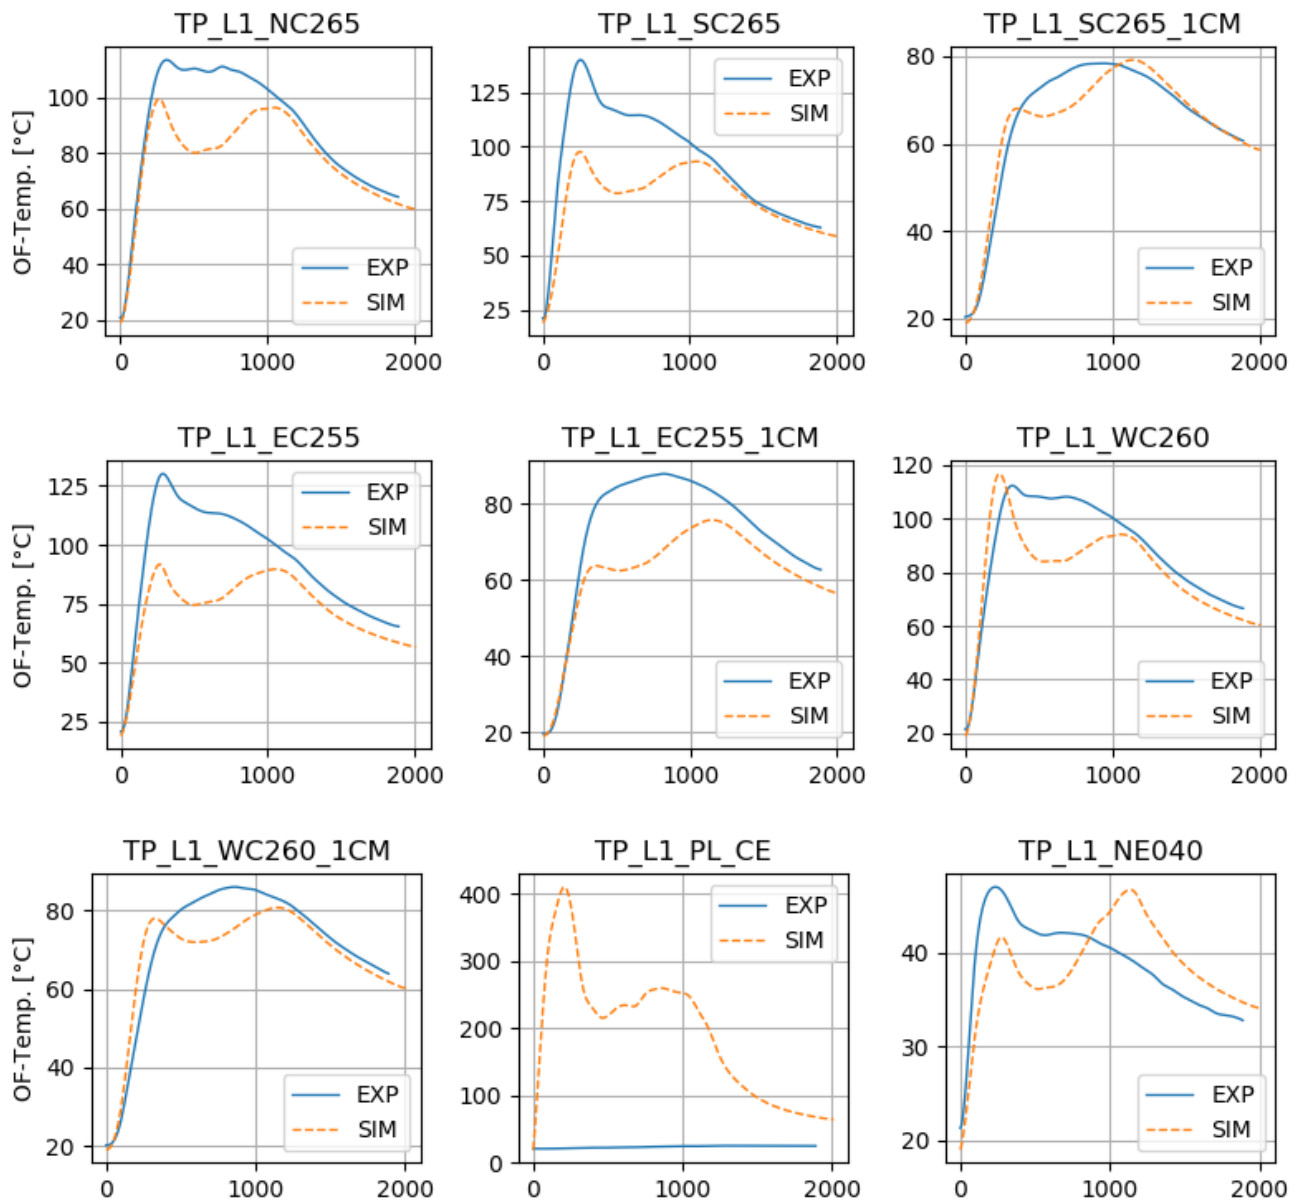 TP_L1_NC265
OF-Temp. [°C]
100
80
60
40
20
0
1000
2000
EXP
SIM
TP_L1_SC265
125
100
75
50
25
0
1000
2000
EXP
SIM
TP_L1_SC265_1CM
80
60
40
20
0
1000
2000
EXP
SIM
TP_L1_EC255
OF-Temp. [°C]
125
100
75
50
25
0
1000
2000
EXP
SIM
TP_L1_EC255_1CM
80
60
40
20
0
1000
2000
EXP
SIM
TP_L1_WC260
120
100
80
60
40
20
0
1000
2000
EXP
SIM
TP_L1_WC260_1CM
OF-Temp. [°C]
80
60
40
20
0
1000
2000
EXP
SIM
TP_L1_PL_CE
400
300
200
100
0
0
1000
2000
EXP
SIM
TP_L1_NE040
40
30
20
0
1000
2000
EXP
SIM